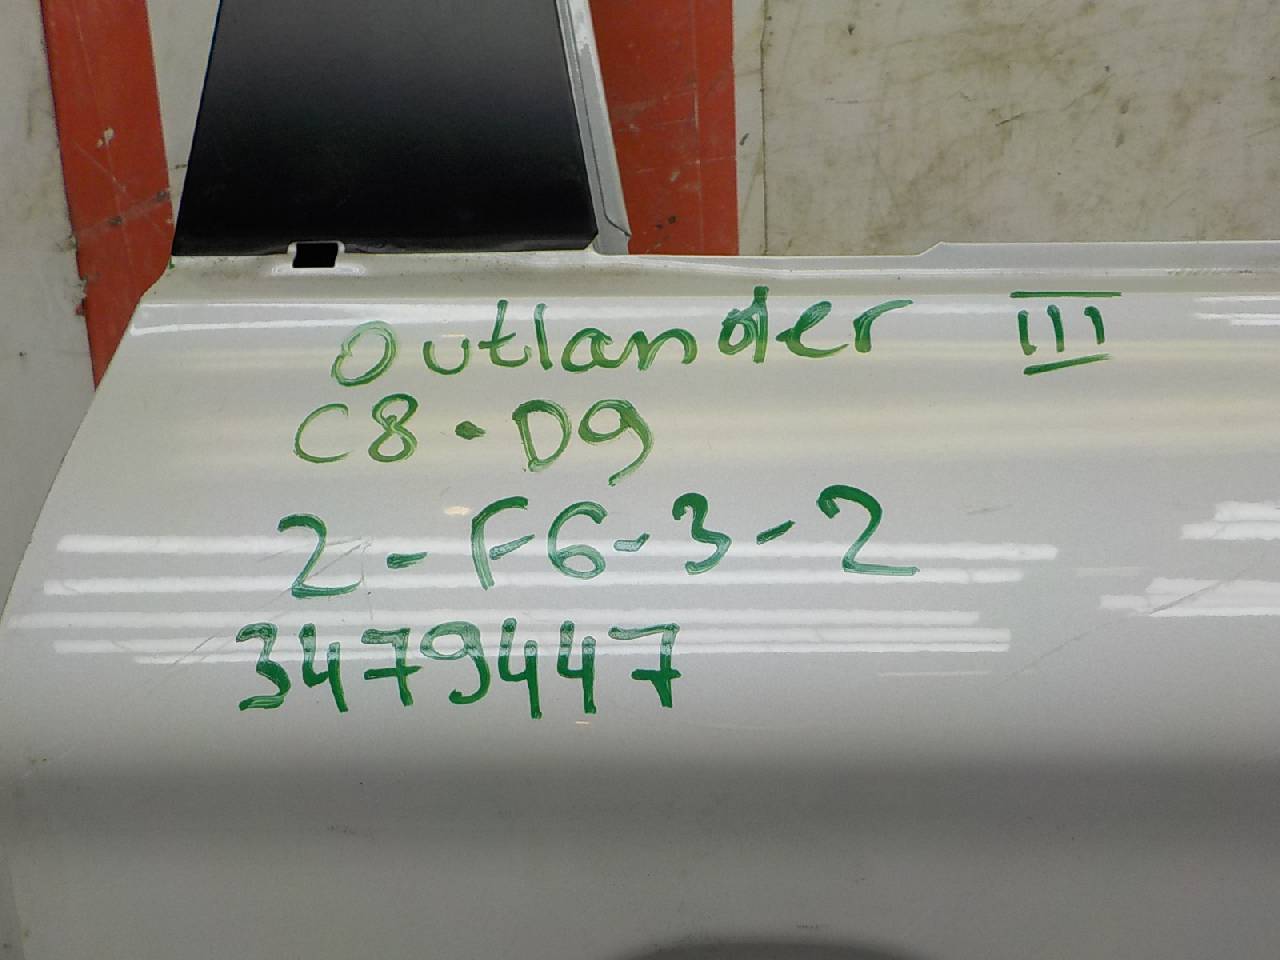 Outlander III
C8·D9
2-F6-3-2
3479447